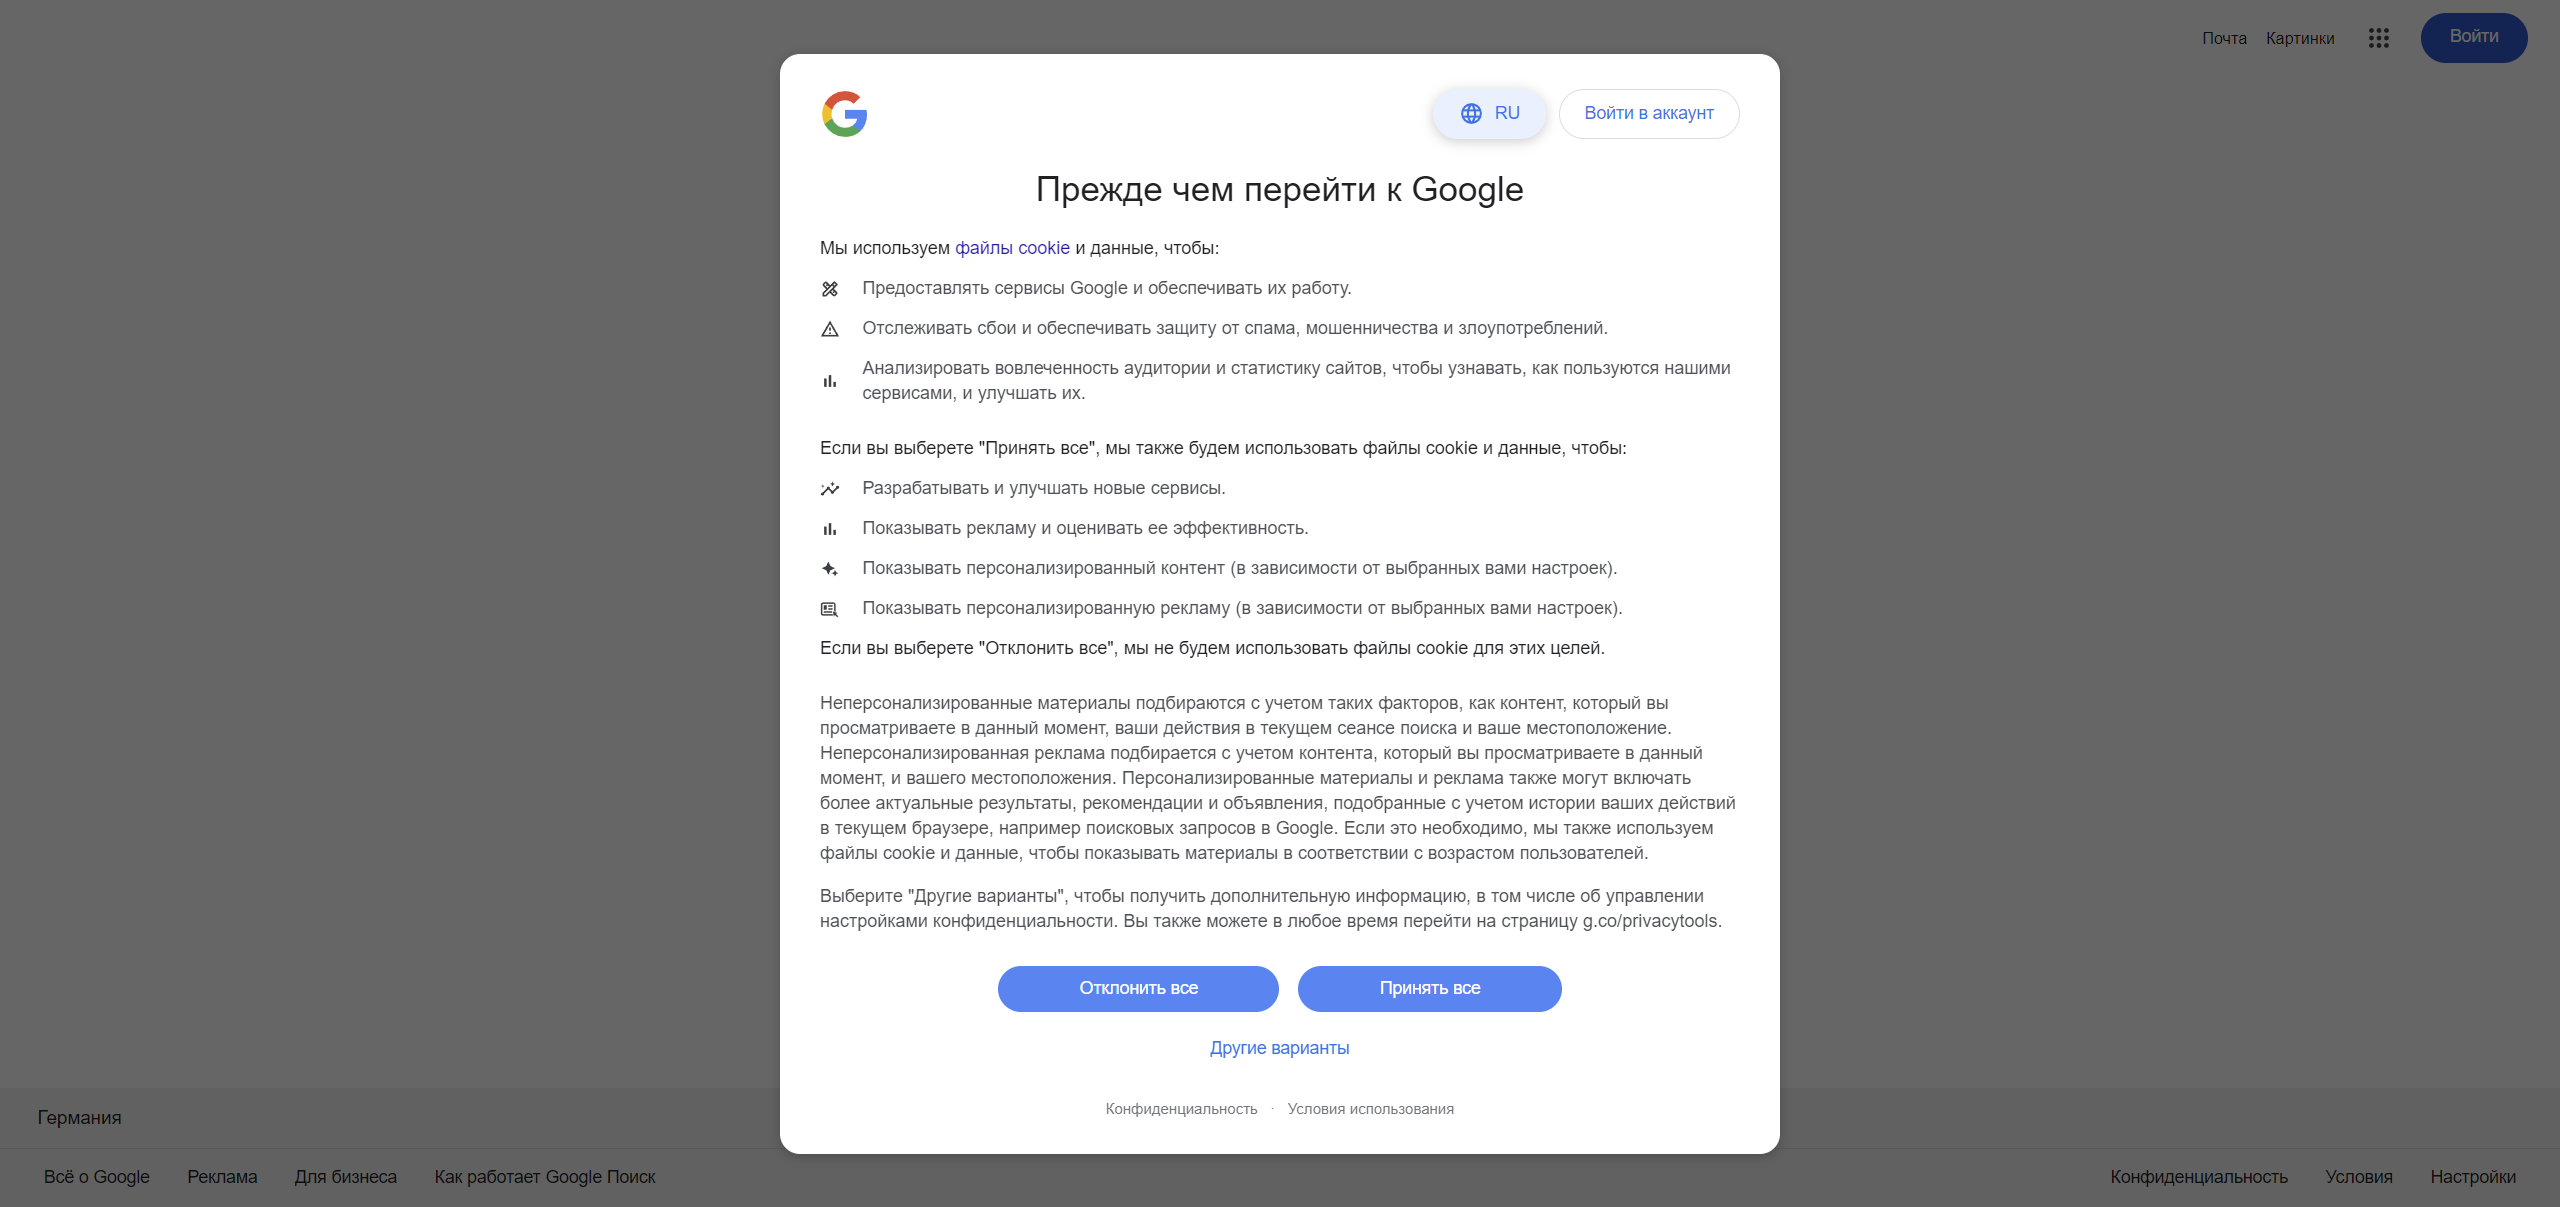 Почта Картинки Войти
RU Войти в аккаунт
Прежде чем перейти к Google
Мы используем файлы cookie и данные, чтобы:
Предоставлять сервисы Google и обеспечивать их работу.
Отслеживать сбои и обеспечивать защиту от спама, мошенничества и злоупотреблений.
Анализировать вовлеченность аудитории и статистику сайтов, чтобы узнавать, как пользуются нашими
сервисами, и улучшать их.
Если вы выберете "Принять все", мы также будем использовать файлы cookie и данные, чтобы:
Разрабатывать и улучшать новые сервисы.
Показывать рекламу и оценивать ее эффективность.
Показывать персонализированный контент (в зависимости от выбранных вами настроек).
Показывать персонализированную рекламу (в зависимости от выбранных вами настроек).
Если вы выберете "Отклонить все", мы не будем использовать файлы cookie для этих целей.
Неперсонализированные материалы подбираются с учетом таких факторов, как контент, который вы
просматриваете в данный момент, ваши действия в текущем сеансе поиска и ваше местоположение.
Неперсонализированная реклама подбирается с учетом контента, который вы просматриваете в данный
момент, и вашего местоположения. Персонализированные материалы и реклама также могут включать
более актуальные результаты, рекомендации и объявления, подобранные с учетом истории ваших действий
в текущем браузере, например поисковых запросов в Google. Если это необходимо, мы также используем
файлы cookie и данные, чтобы показывать материалы в соответствии с возрастом пользователей.
Выберите "Другие варианты", чтобы получить дополнительную информацию, в том числе об управлении
настройками конфиденциальности. Вы также можете в любое время перейти на страницу g.co/privacytools.
Отклонить все Принять все
Другие варианты
Конфиденциальность · Условия использования
Германия
Всё о Google Реклама Для бизнеса Как работает Google Поиск Конфиденциальность Условия Настройки